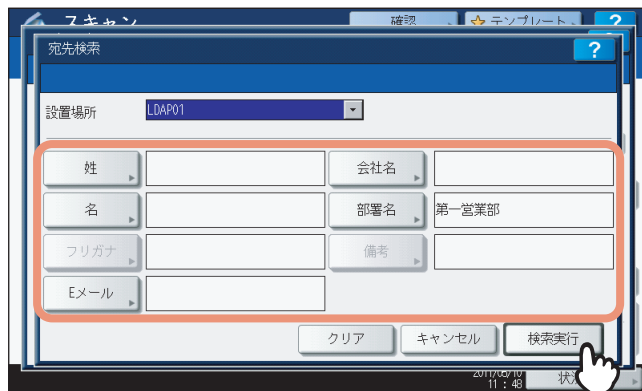 スキャン 確認 テンプレート ?
宛先検索 ?
設置場所 LDAP01
姓 会社名
名 部署名 第一営業部
フリガナ 備考
Eメール
クリア キャンセル 検索実行
2011/05/10
11 : 48